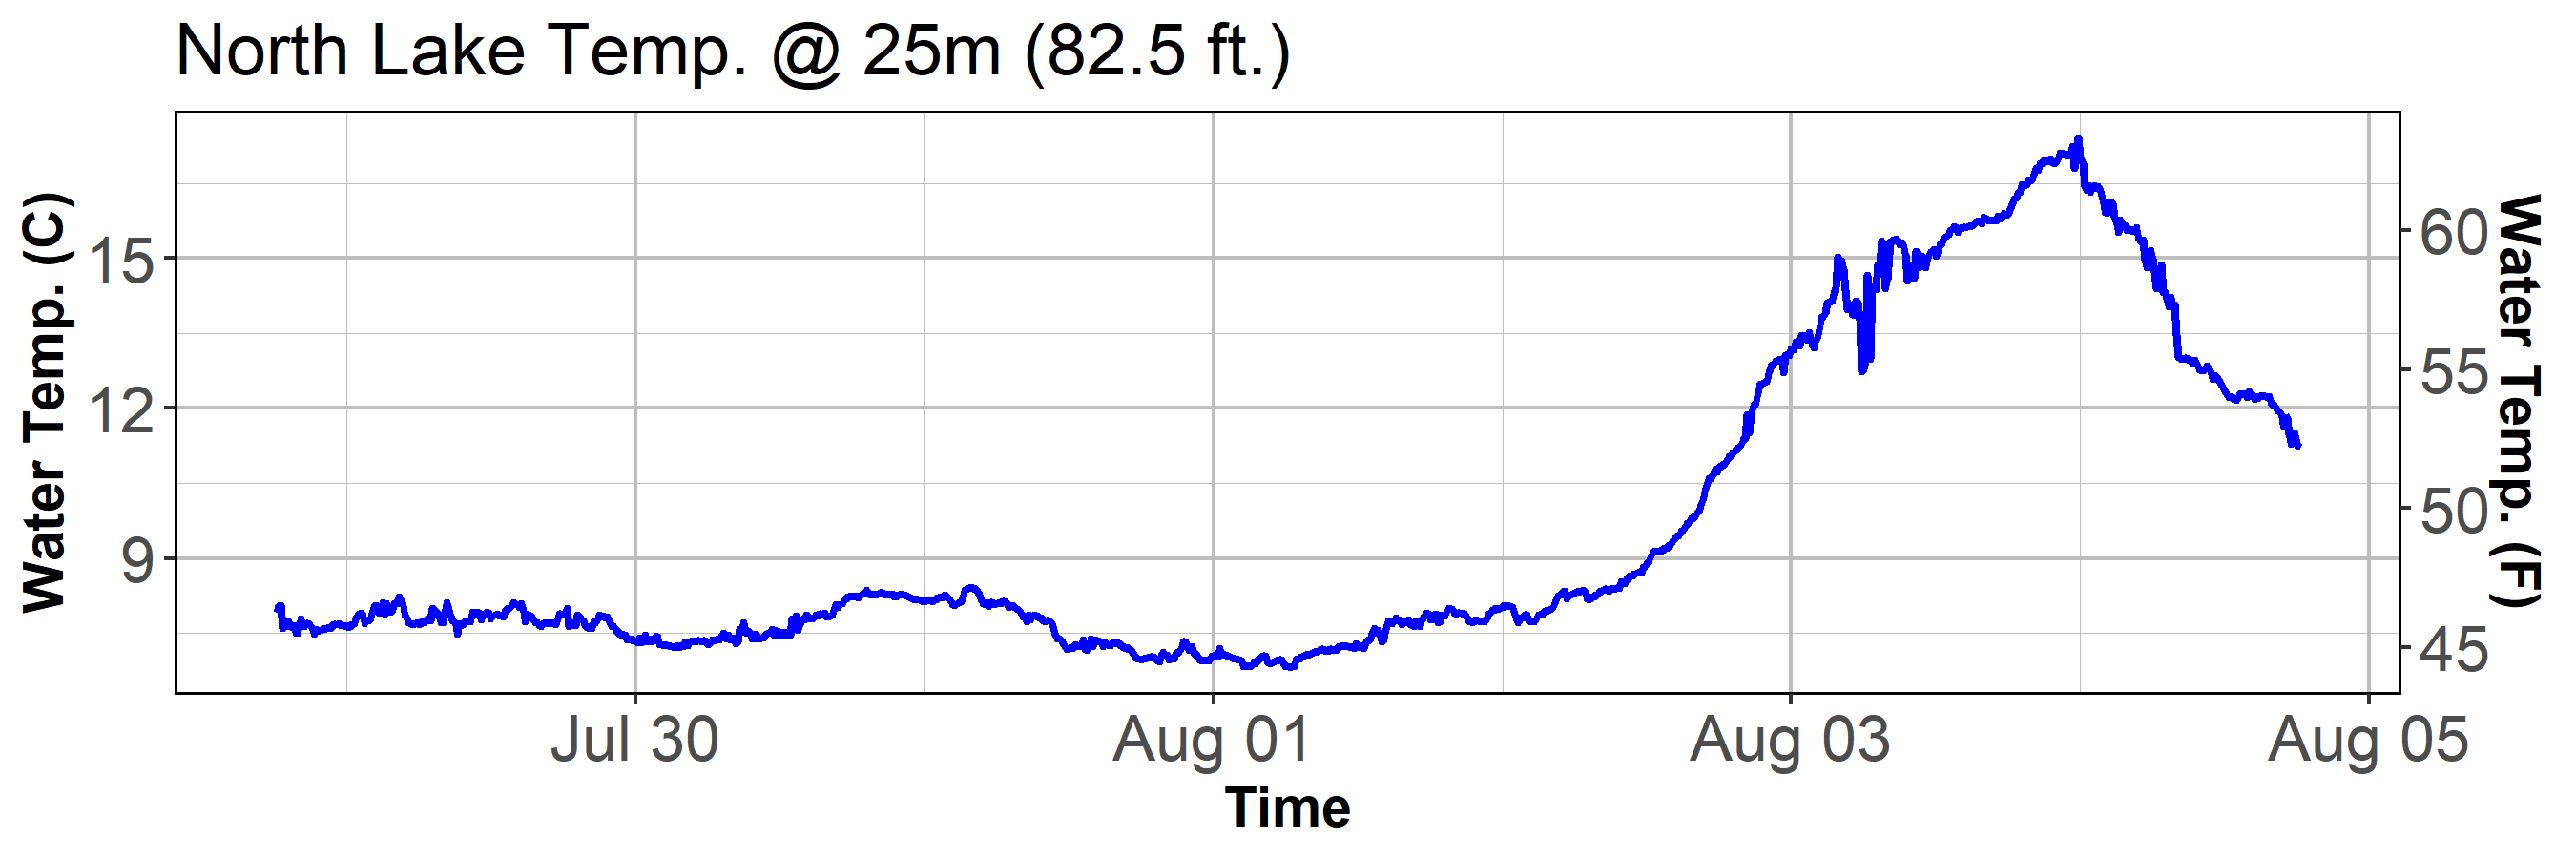 North Lake Temp. @ 25m (82.5 ft.)
Water Temp. (C)
15
12
9
60
55
50
45
Water Temp. (F)
Jul 30 Aug 01 Aug 03 Aug 05
Time